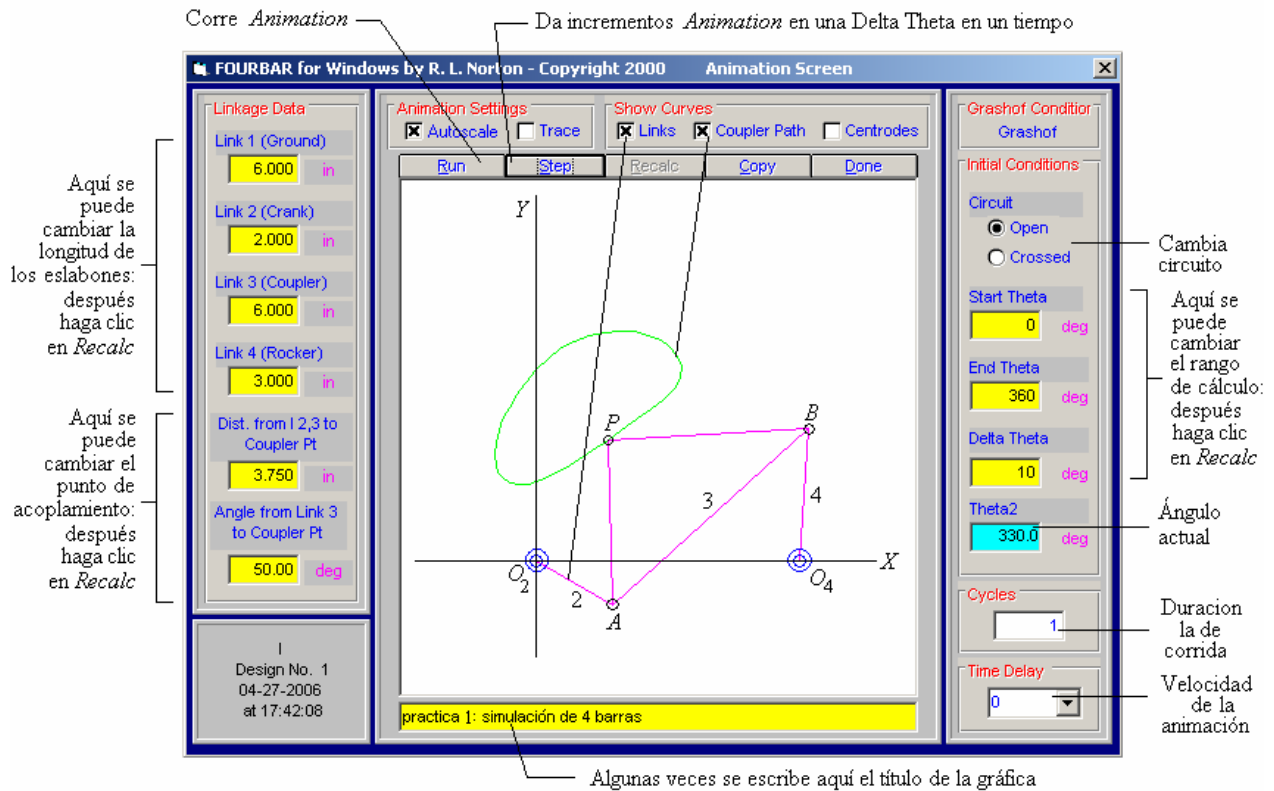 Corre Animation
Da incrementos Animation en una Delta Theta en un tiempo
FOURBAR for Windows by R. L. Norton - Copyright 2000 Animation Screen
Linkage Data
Link 1 (Ground)
6.000 in
Link 2 (Crank)
2.000 in
Link 3 (Coupler)
6.000 in
Link 4 (Rocker)
3.000 in
Dist. from I 2,3 to
Coupler Pt
3.750 in
Angle from Link 3
to Coupler Pt
50.00 deg
I
Design No. 1
04-27-2006
at 17:42:08
Aquí se
puede
cambiar la
longitud de
los eslabones:
después
haga clic
en Recalc
Aquí se
puede
cambiar el
punto de
acoplamiento:
después
haga clic
en Recalc
Animation Settings
Autoscale Trace
Show Curves
Links Coupler Path Centrodes
Run Step Recalc Copy Done
Y
P
B
3
4
O2
X
O4
2
A
practica 1: simulación de 4 barras
Algunas veces se escribe aquí el título de la gráfica
Grashof Condition
Grashof
Initial Conditions
Circuit
Open
Crossed
Start Theta
0 deg
End Theta
360 deg
Delta Theta
10 deg
Theta2
330.0 deg
Cycles
1
Time Delay
0
Cambia
circuito
Aquí se
puede
cambiar
el rango
de cálculo:
después
haga clic
en Recalc
Ángulo
actual
Duracion
la de
corrida
Velocidad
de la
animación